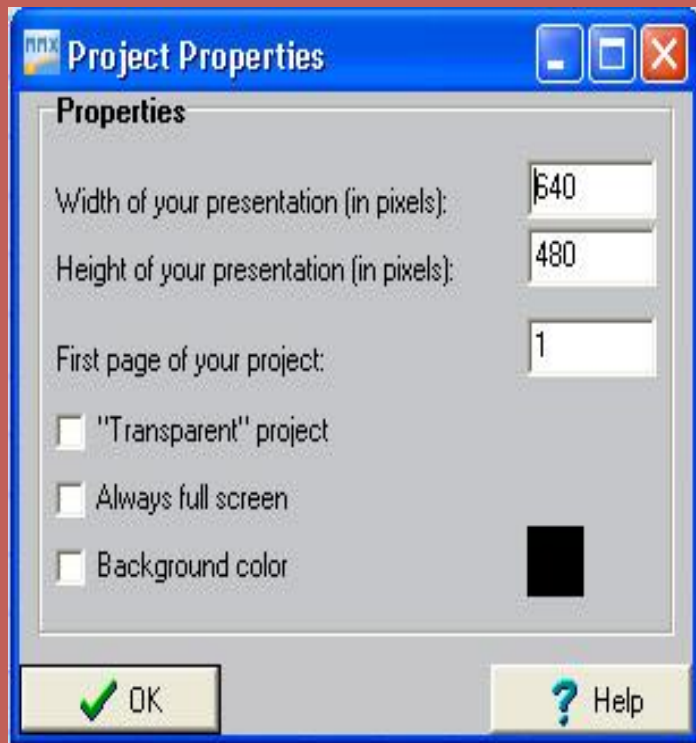 MMX Project Properties
Properties
Width of your presentation (in pixels): 640
Height of your presentation (in pixels): 480
First page of your project: 1
"Transparent" project
Always full screen
Background color
OK
? Help